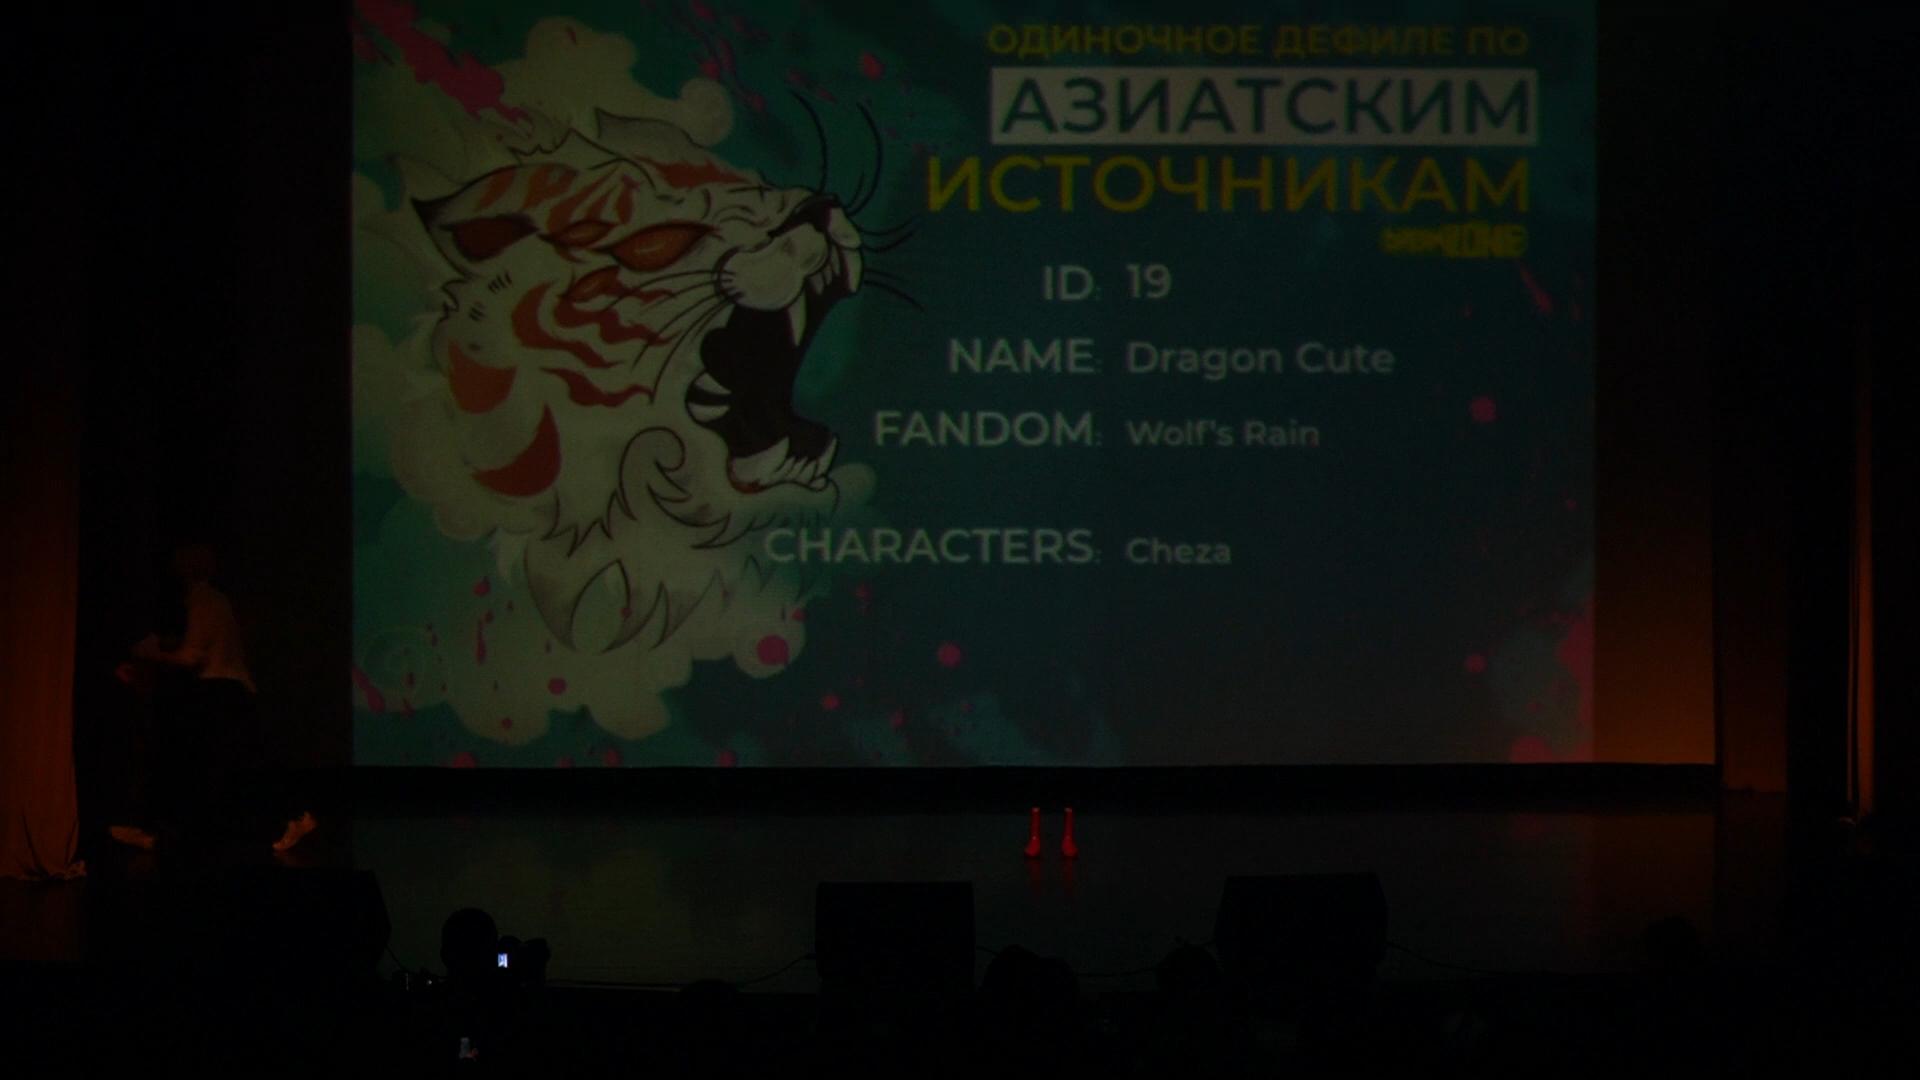 ОДИНОЧНОЕ ДЕФИЛЕ ПО
АЗИАТСКИМ
ИСТОЧНИКАМ
ID: 19
NAME: Dragon Cute
FANDOM: Wolf's Rain
CHARACTERS: Cheza